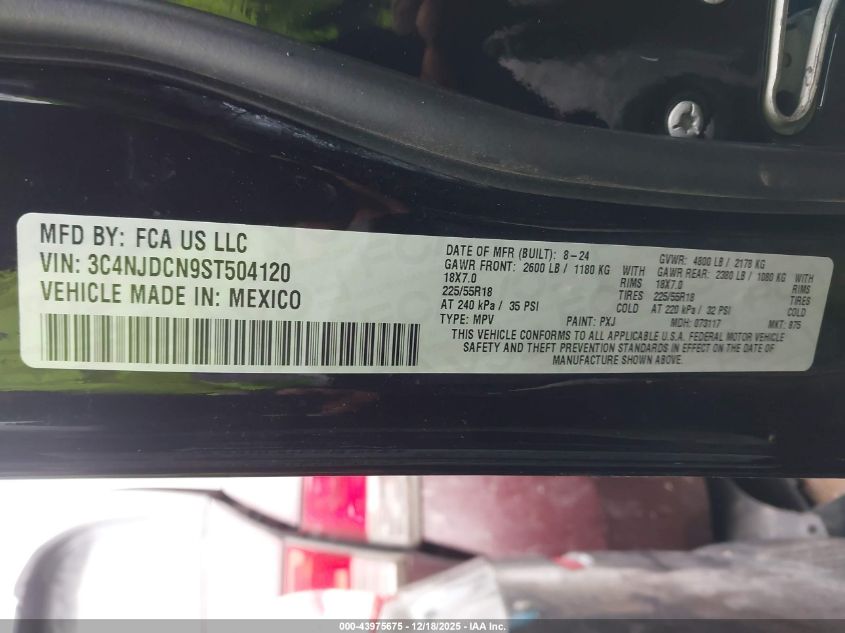 MFD BY: FCA US LLC
VIN: 3C4NJDCN9ST504120
VEHICLE MADE IN: MEXICO
DATE OF MFR (BUILT): 8-24 GVWR: 4800 LB / 2178 KG
GAWR FRONT: 2600 LB / 1180 KG GAWR REAR: 2380 LB / 1080 KG
18X7.0 RIMS 18X7.0 RIMS
225/55R18 TIRES 225/55R18 TIRES
AT 240 kPa / 35 PSI COLD AT 220 kPa / 32 PSI COLD
TYPE: MPV PAINT: PXJ MDH: 073117 MKT: 875
THIS VEHICLE CONFORMS TO ALL APPLICABLE U.S.A. FEDERAL MOTOR VEHICLE
SAFETY AND THEFT PREVENTION STANDARDS IN EFFECT ON THE DATE OF
MANUFACTURE SHOWN ABOVE.
000-43975675 - 12/18/2025 - IAA Inc.